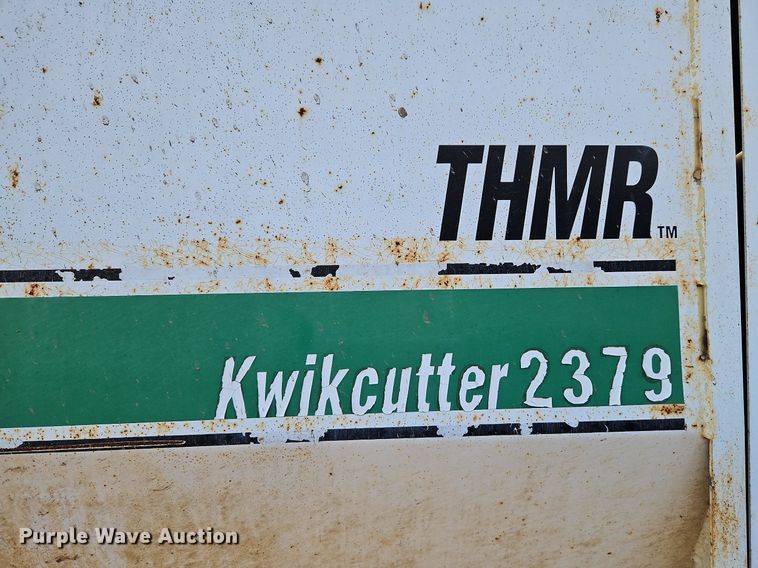 THMR™
Kwikcutter 2379
Purple Wave Auction